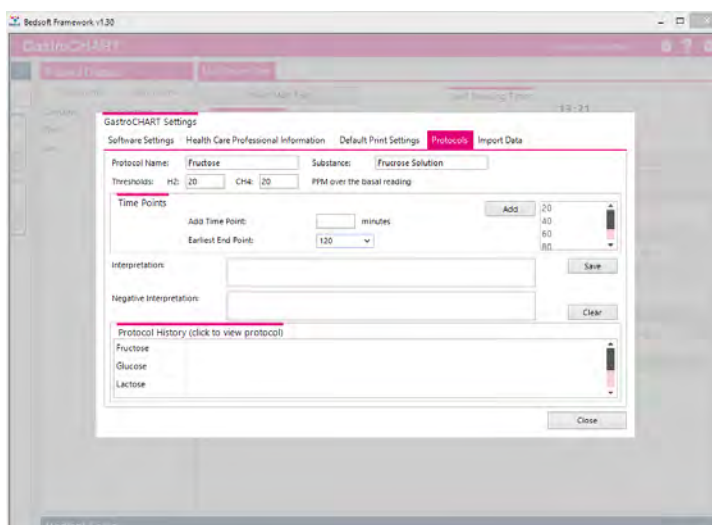 Bedsoft Framework v1.30
GastroCHART
GastroCHART Settings
Software Settings Health Care Professional Information Default Print Settings Protocols Import Data
Protocol Name: Fructose Substance: Frucrose Solution
Thresholds: H2: 20 CH4: 20 PPM over the basal reading
Time Points
Add Time Point: minutes Add 20
40
Earliest End Point: 120 60
80
Interpretation: Save
Negative Interpretation: Clear
Protocol History (click to view protocol)
Fructose
Glucose
Lactose
Close